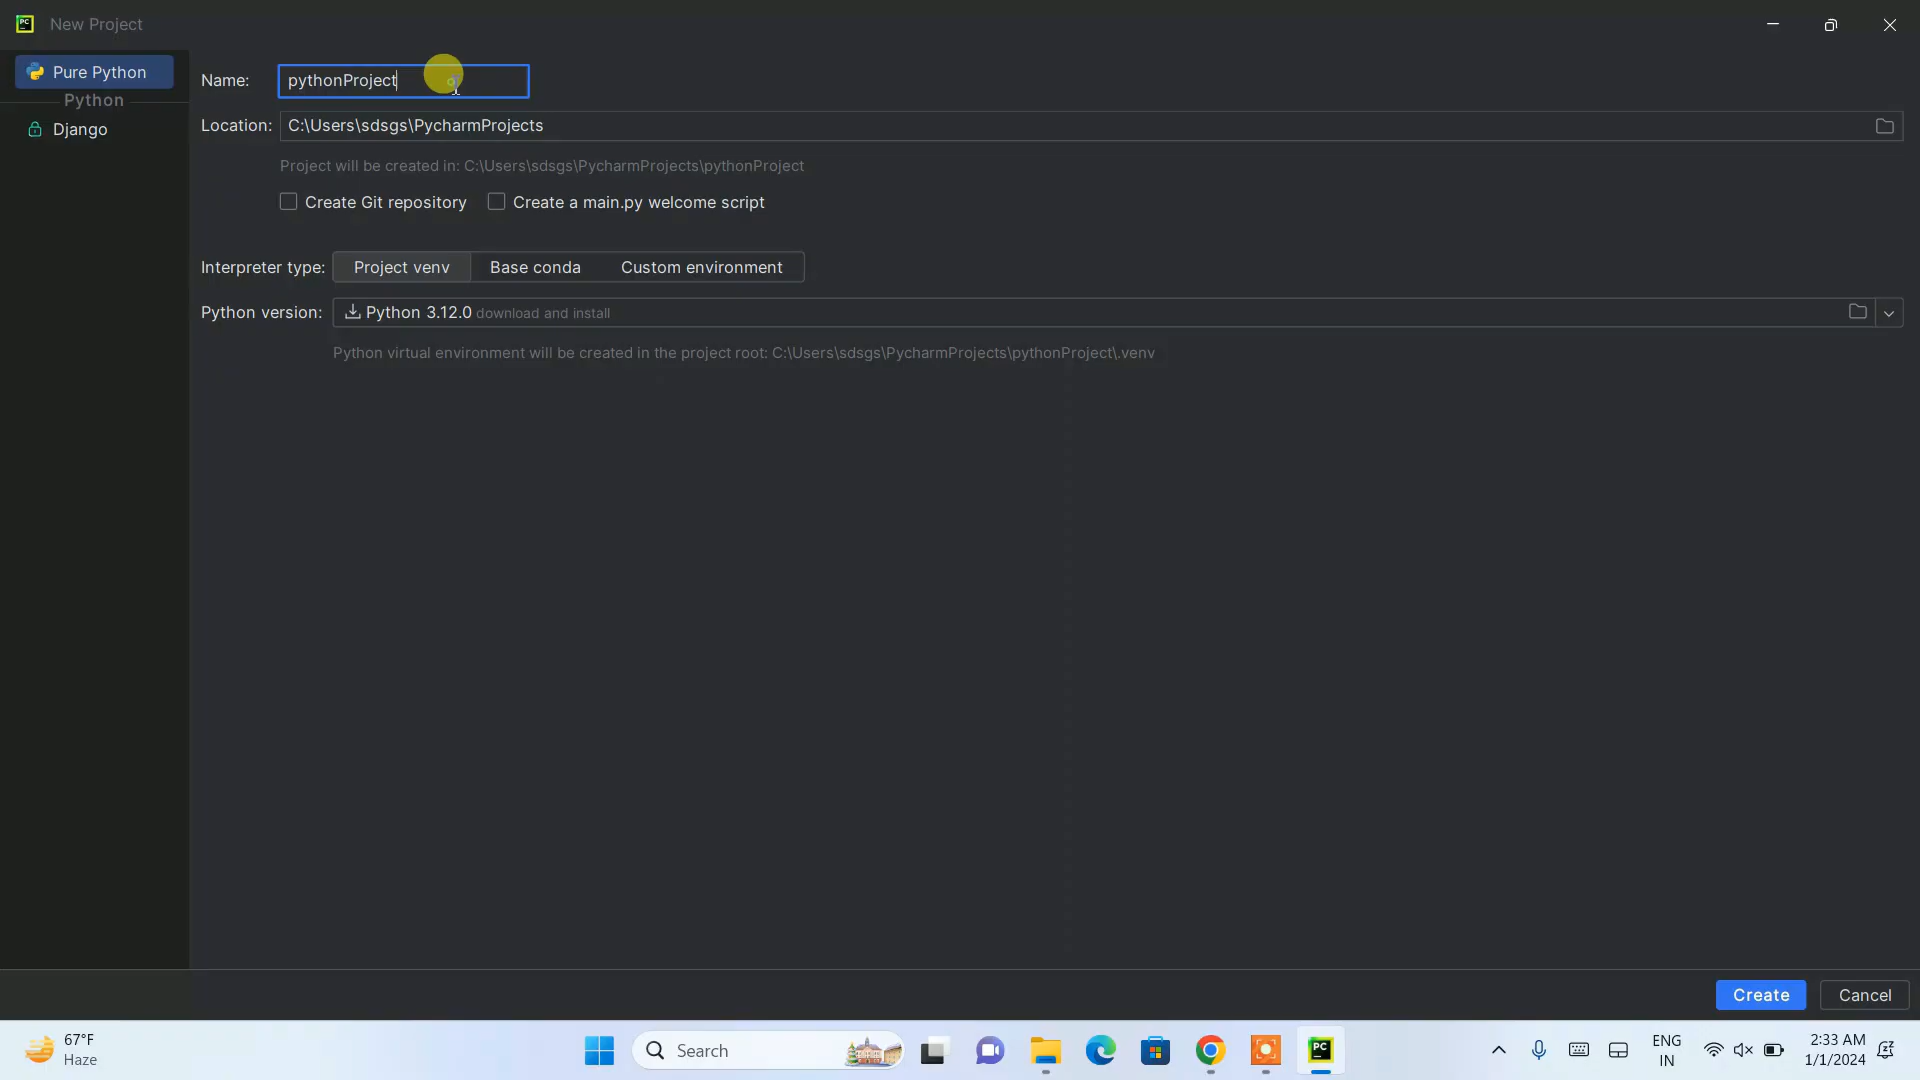 PC New Project
Pure Python
Python
Django
Name: pythonProject
Location: C:\Users\sdsgs\PycharmProjects
Project will be created in: C:\Users\sdsgs\PycharmProjects\pythonProject
Create Git repository Create a main.py welcome script
Interpreter type: Project venv Base conda Custom environment
Python version: Python 3.12.0 download and install
Python virtual environment will be created in the project root: C:\Users\sdsgs\PycharmProjects\pythonProject\.venv
Create Cancel
67°F
Haze
Search
PC
ENG
IN
2:33 AM
1/1/2024